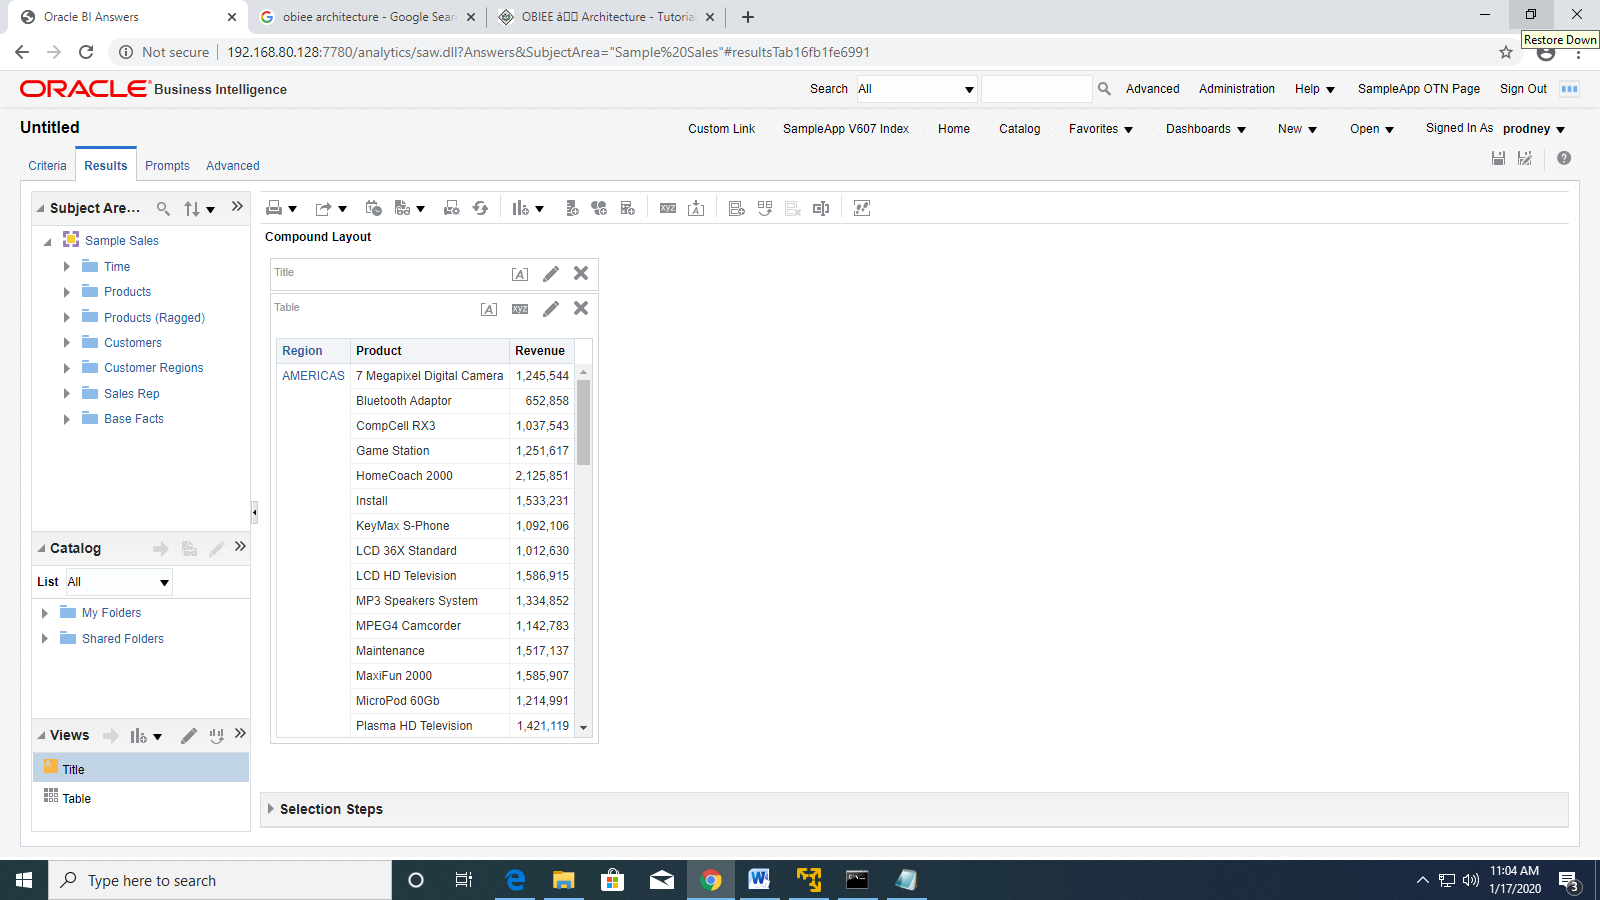 Oracle BI Answers
obiee architecture - Google Sear
OBIEE â Architecture - Tutorial
Not secure
192.168.80.128:7780/analytics/saw.dll?Answers&SubjectArea="Sample%20Sales"#resultsTab16fb1fe6991
Restore Down
ORACLE Business Intelligence
Search All
Advanced Administration Help SampleApp OTN Page Sign Out
Untitled
Custom Link SampleApp V607 Index Home Catalog Favorites Dashboards New Open Signed In As prodney
Criteria Results Prompts Advanced
Subject Are...
Sample Sales
Time
Products
Products (Ragged)
Customers
Customer Regions
Sales Rep
Base Facts
Catalog
List All
My Folders
Shared Folders
Views
Title
Table
xyz
Compound Layout
Title
Table
xyz
Region Product Revenue
AMERICAS 7 Megapixel Digital Camera 1,245,544
Bluetooth Adaptor 652,858
CompCell RX3 1,037,543
Game Station 1,251,617
HomeCoach 2000 2,125,851
Install 1,533,231
KeyMax S-Phone 1,092,106
LCD 36X Standard 1,012,630
LCD HD Television 1,586,915
MP3 Speakers System 1,334,852
MPEG4 Camcorder 1,142,783
Maintenance 1,517,137
MaxiFun 2000 1,585,907
MicroPod 60Gb 1,214,991
Plasma HD Television 1,421,119
Selection Steps
Type here to search
11:04 AM
1/17/2020
3